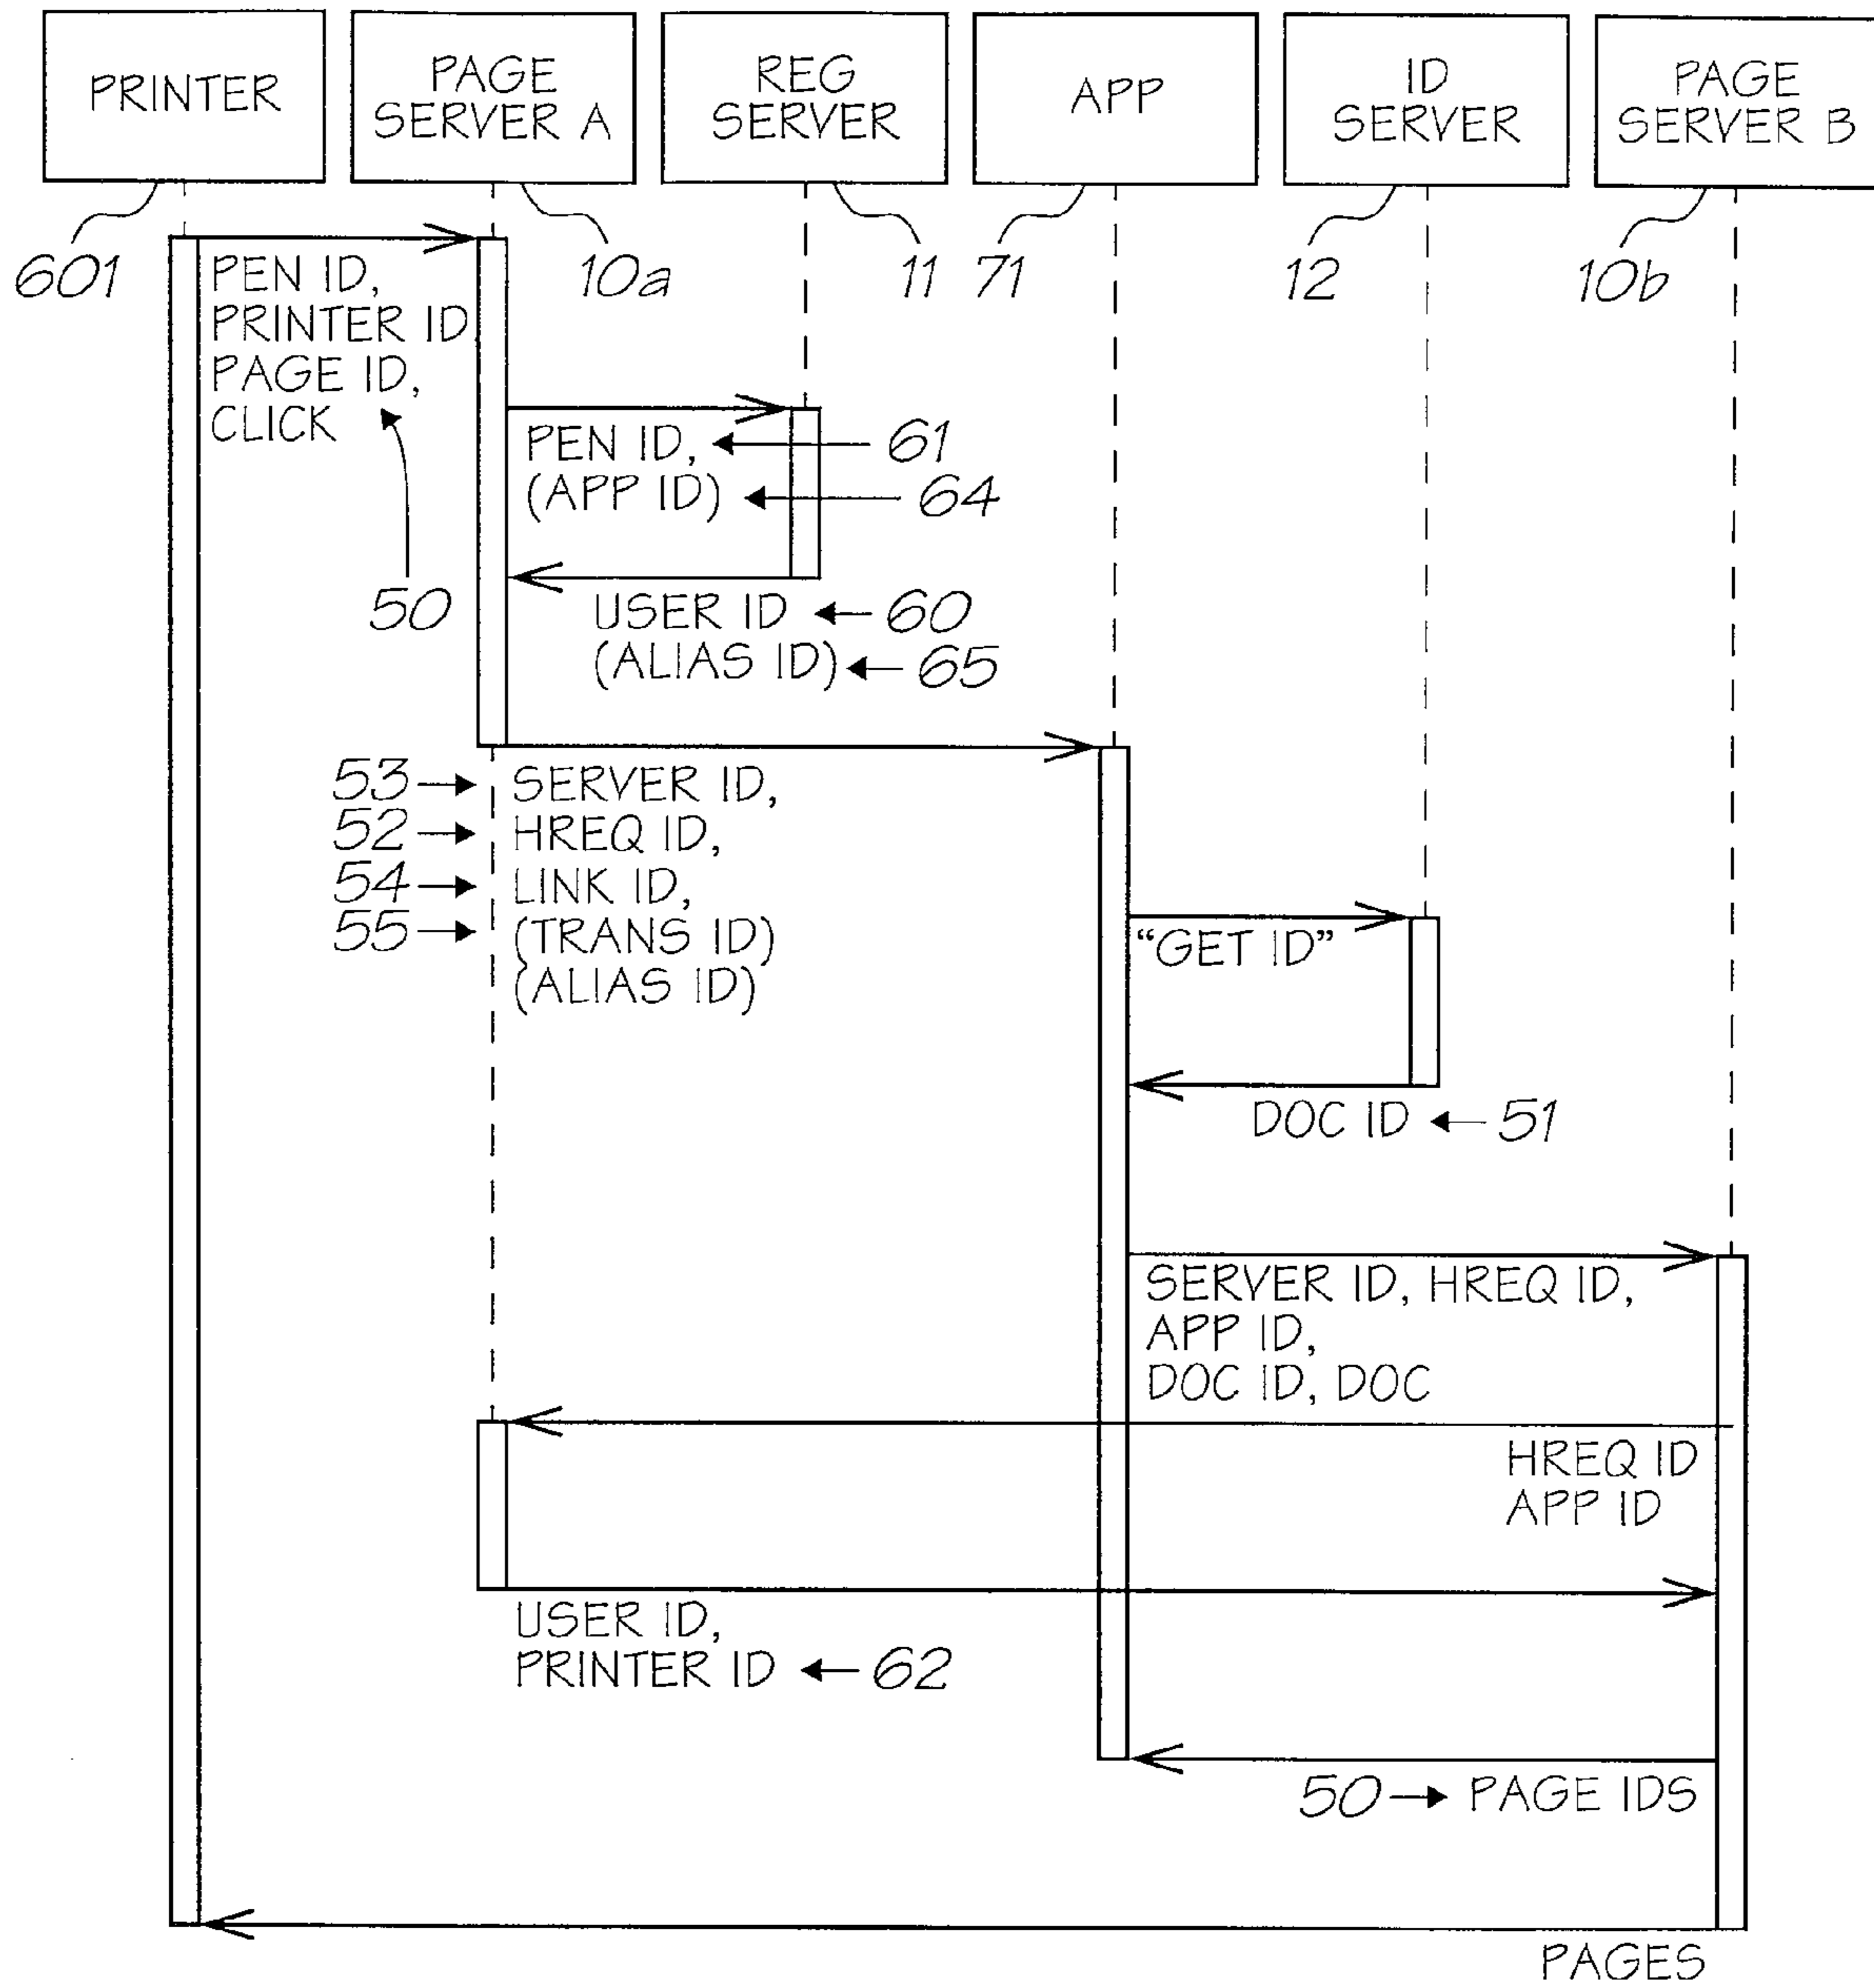 PRINTER
PAGE
SERVER A
REG
SERVER
APP
ID
SERVER
PAGE
SERVER B
601
10a
11
71
12
10b
PEN ID,
PRINTER ID
PAGE ID,
CLICK
50
PEN ID,
61
(APP ID)
64
USER ID
60
(ALIAS ID)
65
53
SERVER ID,
52
HREQ ID,
54
LINK ID,
55
(TRANS ID)
(ALIAS ID)
“GET ID”
DOC ID
51
SERVER ID, HREQ ID,
APP ID,
DOC ID, DOC
HREQ ID
APP ID
USER ID,
PRINTER ID
62
50
PAGE IDS
PAGES